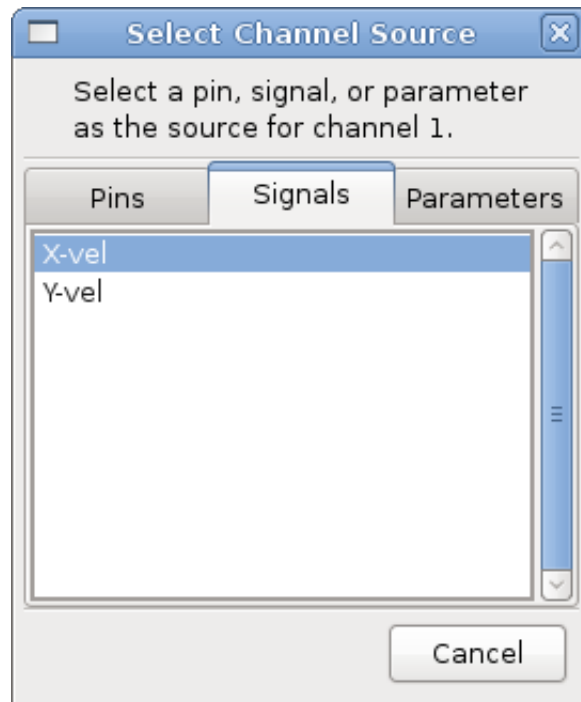 Select Channel Source
Select a pin, signal, or parameter
as the source for channel 1.
Pins Signals Parameters
X-vel
Y-vel
Cancel